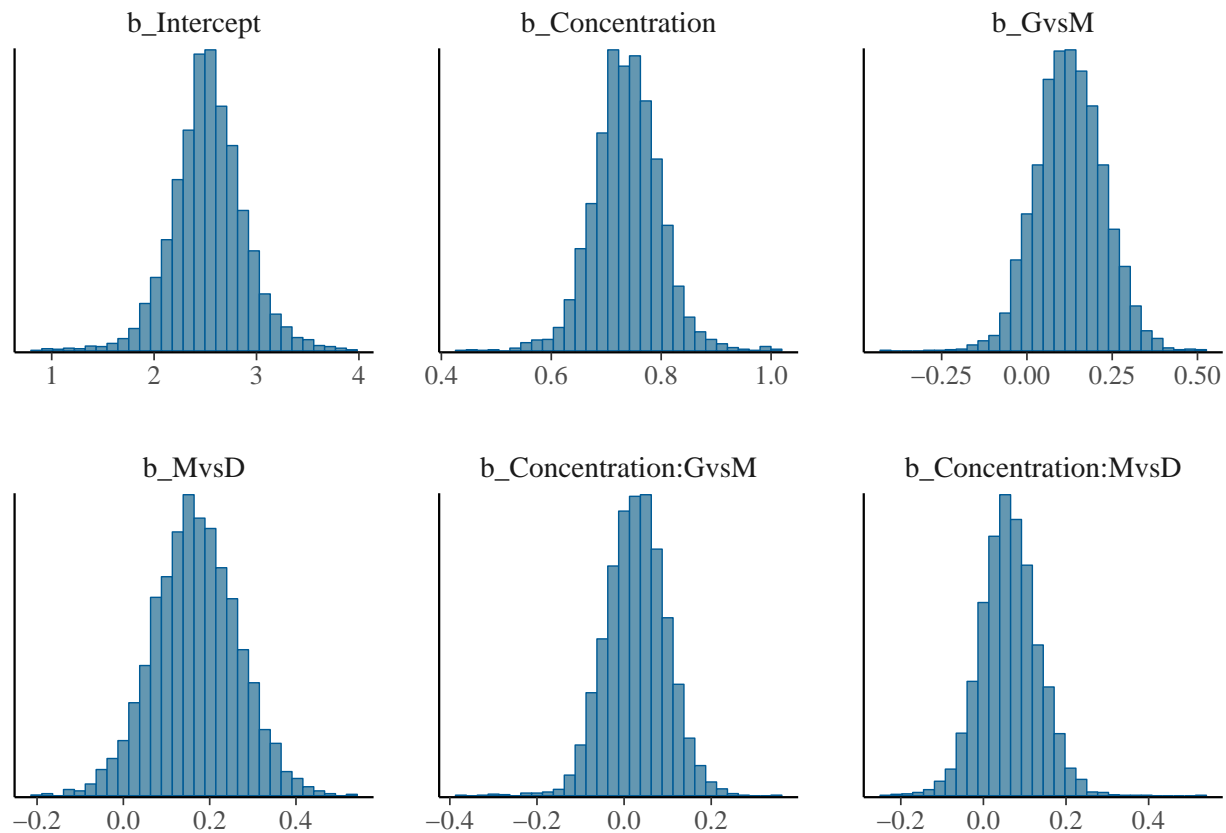 b_Intercept b_Concentration b_GvsM
1 2 3 4 0.4 0.6 0.8 1.0 −0.25 0.00 0.25 0.50
b_MvsD b_Concentration:GvsM b_Concentration:MvsD
−0.2 0.0 0.2 0.4 −0.4 −0.2 0.0 0.2 −0.2 0.0 0.2 0.4